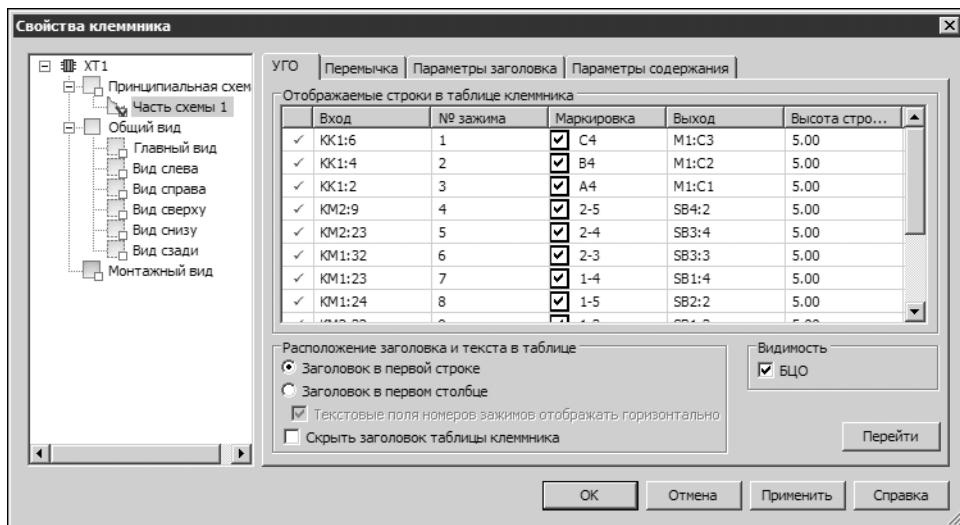 Свойства клеммника
XT1
Принципиальная схем
Часть схемы 1
Общий вид
Главный вид
Вид слева
Вид справа
Вид сверху
Вид снизу
Вид сзади
Монтажный вид
УГО Перемычка Параметры заголовка Параметры содержания
Отображаемые строки в таблице клеммника
Вход № зажима Маркировка Выход Высота стро...
KK1:6 1 C4 M1:C3 5.00
KK1:4 2 B4 M1:C2 5.00
KK1:2 3 A4 M1:C1 5.00
KM2:9 4 2-5 SB4:2 5.00
KM2:23 5 2-4 SB3:4 5.00
KM1:32 6 2-3 SB3:3 5.00
KM1:23 7 1-4 SB1:4 5.00
KM1:24 8 1-5 SB2:2 5.00
Расположение заголовка и текста в таблице
Заголовок в первой строке
Заголовок в первом столбце
Текстовые поля номеров зажимов отображать горизонтально
Скрыть заголовок таблицы клеммника
Видимость
БЦО
Перейти
ОК Отмена Применить Справка